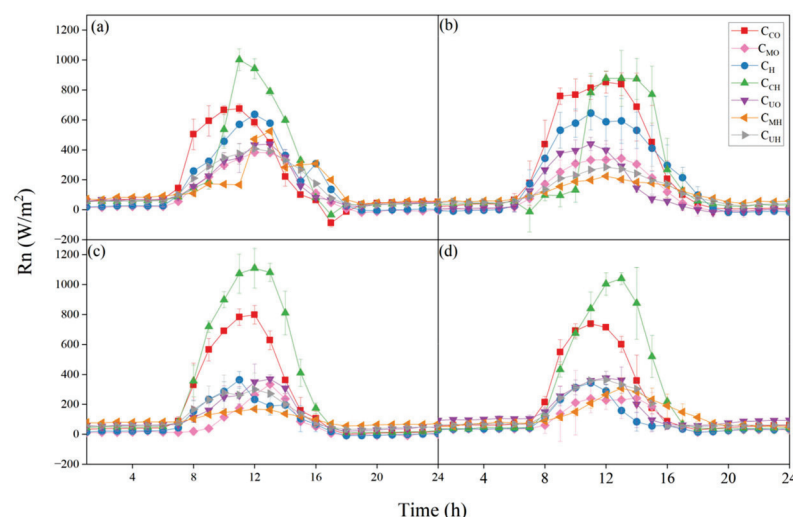 (a)
(b)
1200
1000
800
600
400
200
0
−200
C_CO
C_MO
C_H
C_CH
C_UO
C_MH
C_UH
Rn (W/m²)
(c)
(d)
1200
1000
800
600
400
200
0
−200
4 8 12 16 20 24 4 8 12 16 20 24
Time (h)